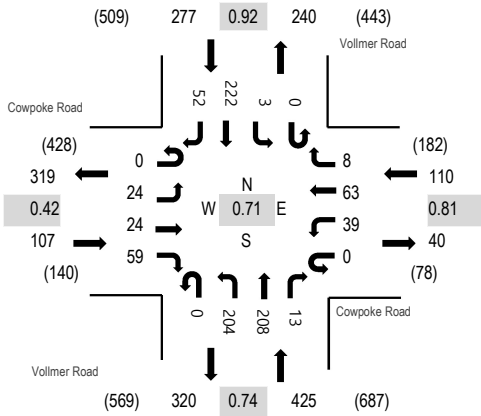 (509) 277 0.92 240 (443)
Vollmer Road
52 222 3 0
Cowpoke Road
(428) 0 8 (182)
319 24 N 63 110
0.42 W 0.71 E 0.81
24 39
107 59 S 0 40
(140) (78)
0 204 208 13
Cowpoke Road
Vollmer Road
(569) 320 0.74 425 (687)